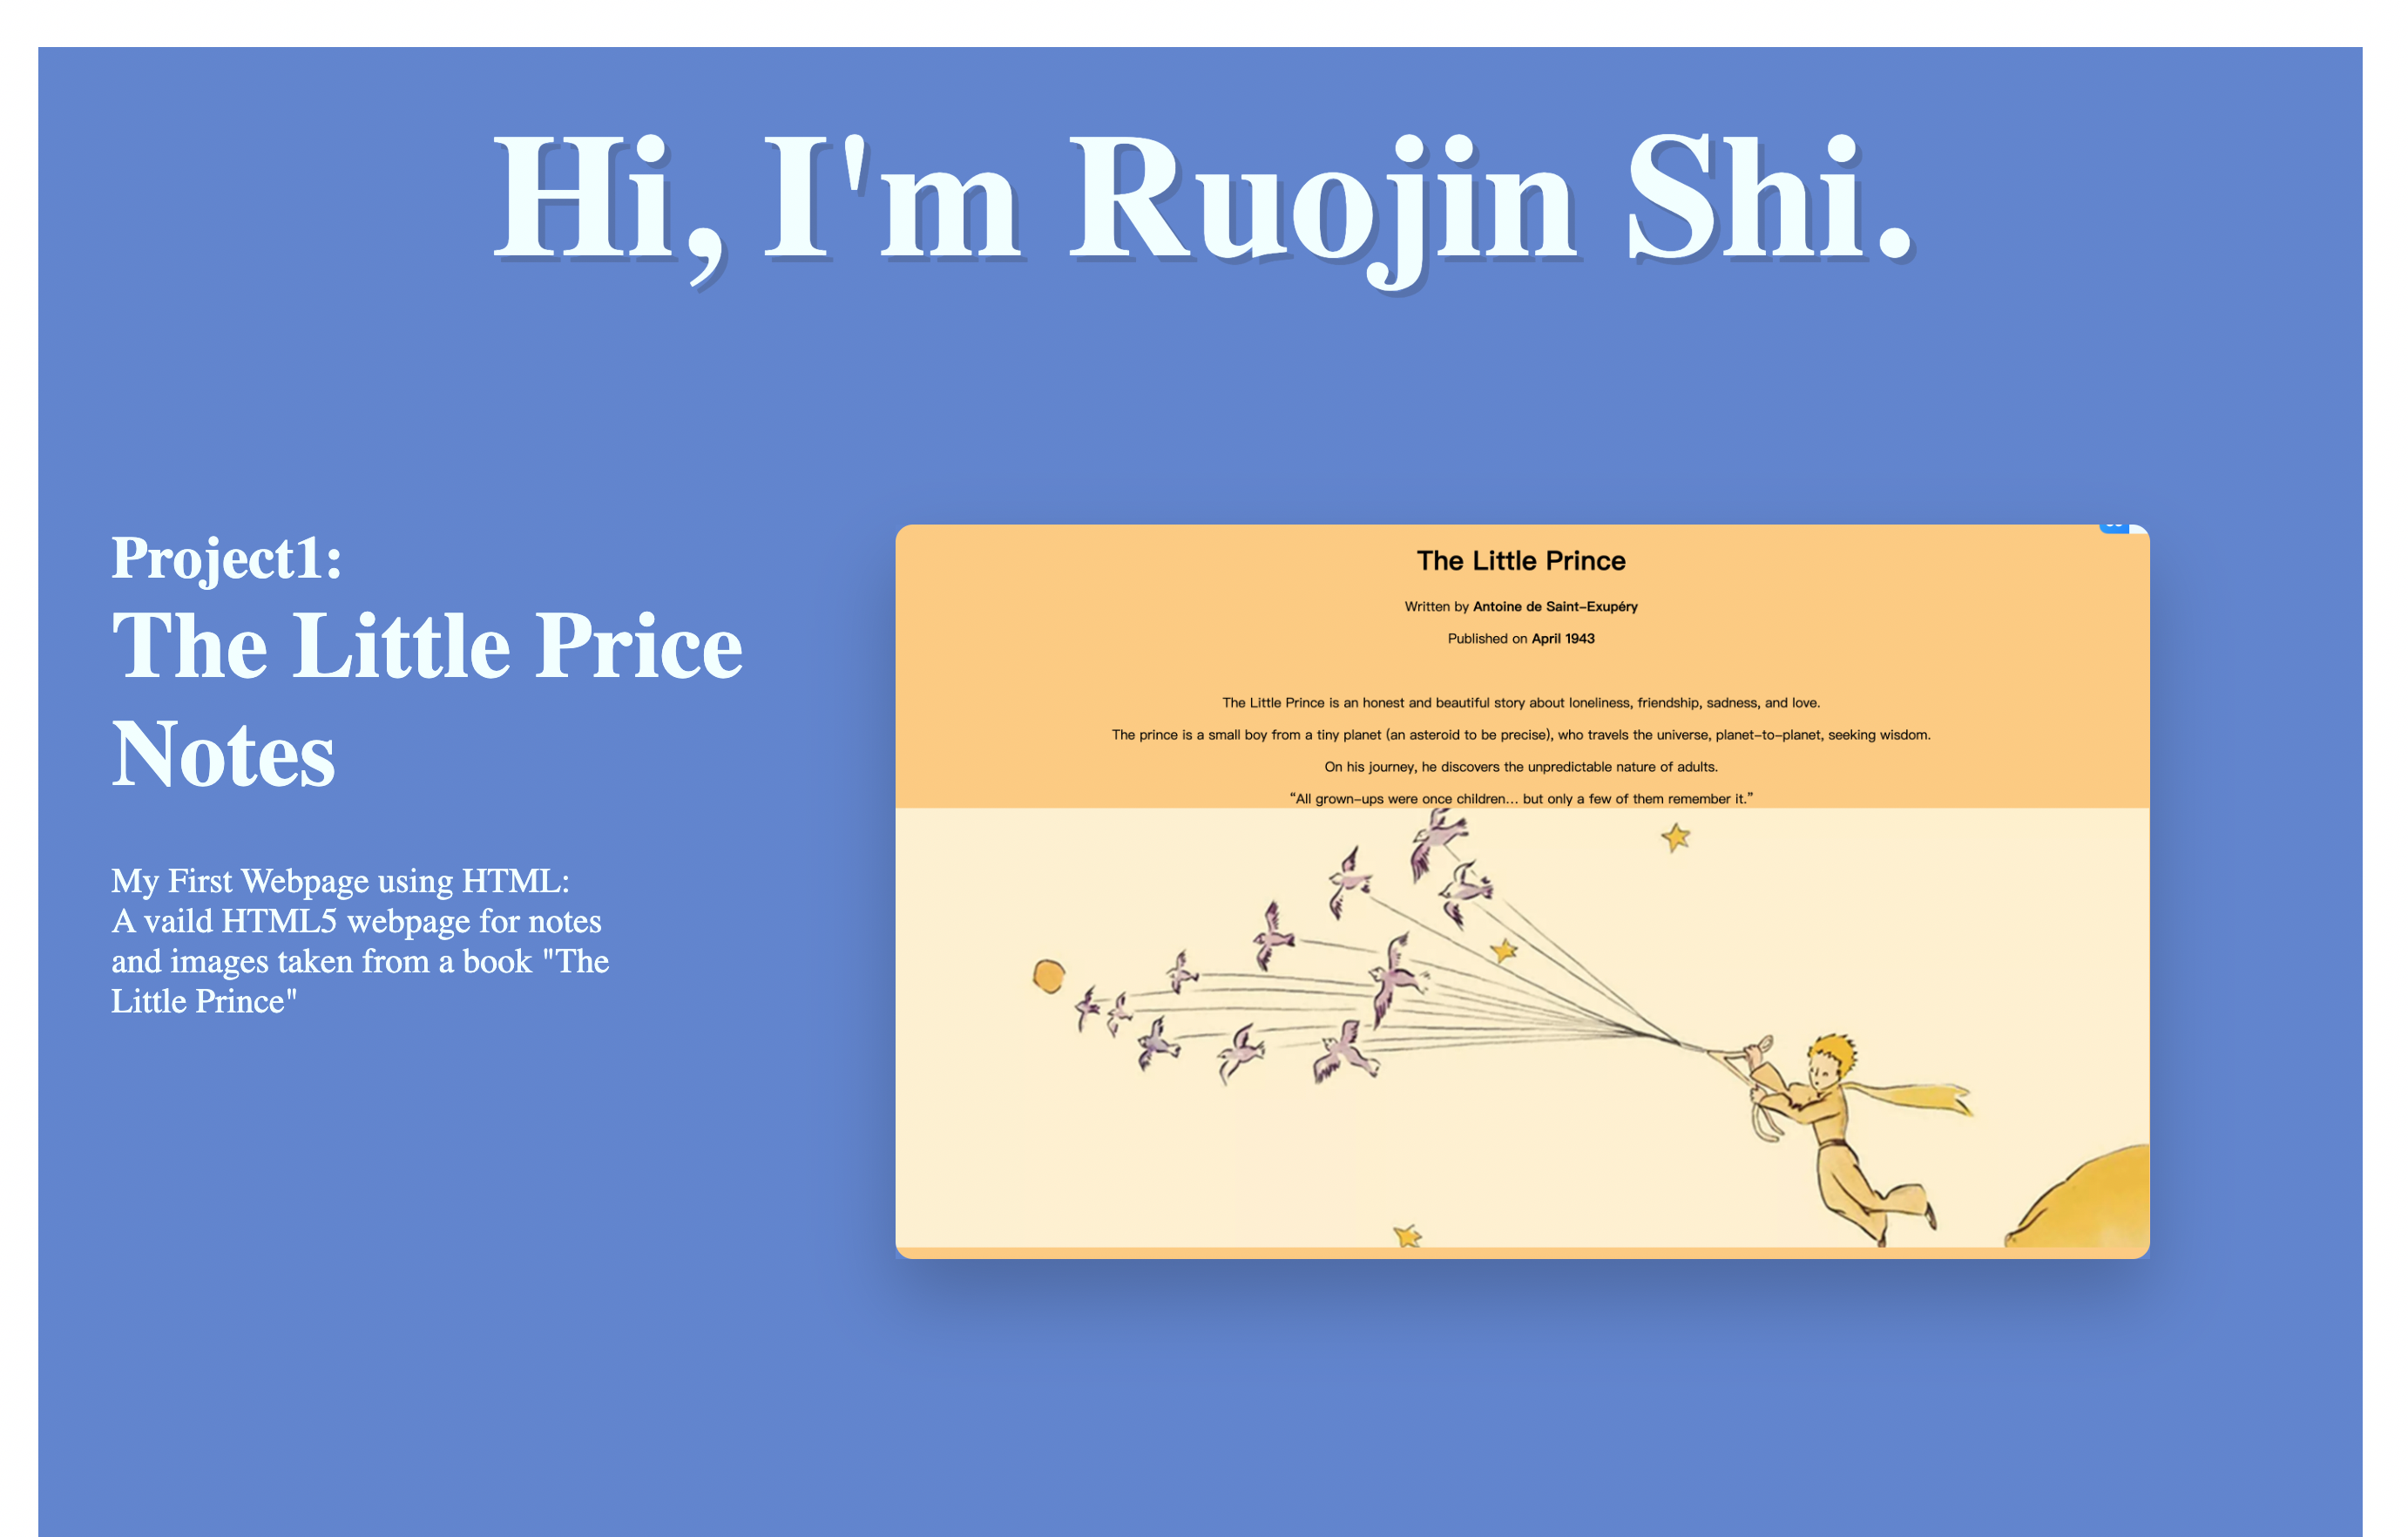 Hi, I'm Ruojin Shi.
Project1:
The Little Price
Notes
My First Webpage using HTML:
A vaild HTML5 webpage for notes
and images taken from a book "The
Little Prince"
The Little Prince
Written by Antoine de Saint-Exupéry
Published on April 1943
The Little Prince is an honest and beautiful story about loneliness, friendship, sadness, and love.
The prince is a small boy from a tiny planet (an asteroid to be precise), who travels the universe, planet-to-planet, seeking wisdom.
On his journey, he discovers the unpredictable nature of adults.
“All grown-ups were once children... but only a few of them remember it.”